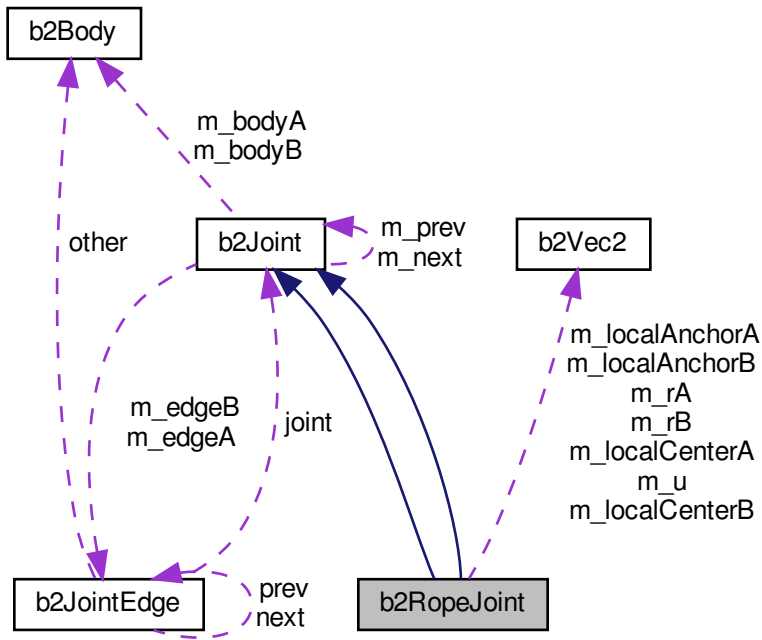 b2Body
m_bodyA
m_bodyB
other
b2Joint
m_prev
m_next
b2Vec2
m_localAnchorA
m_localAnchorB
m_rA
m_rB
m_localCenterA
m_u
m_localCenterB
m_edgeB
m_edgeA
joint
b2JointEdge
prev
next
b2RopeJoint